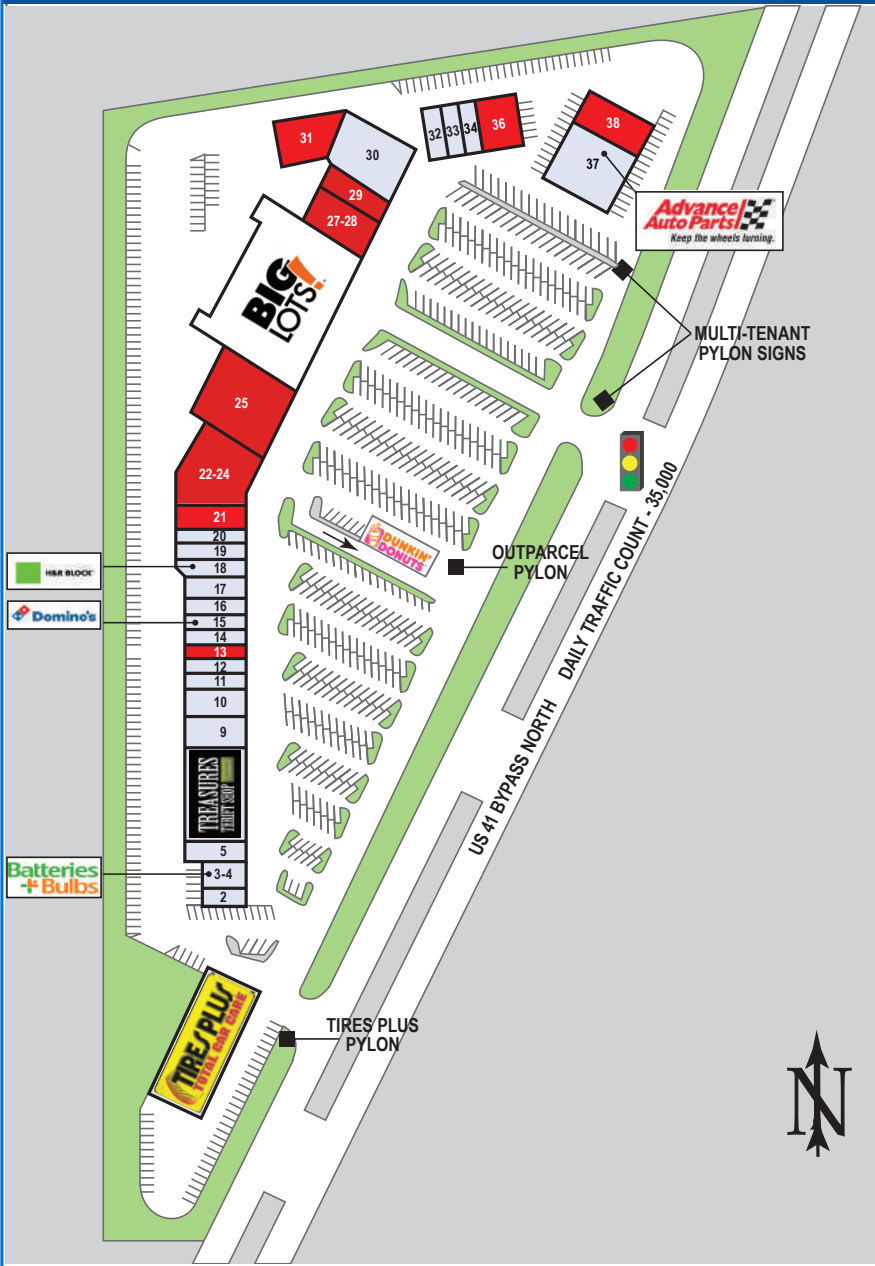 31
30
32
33
34
36
38
37
29
27-28
Advance
Auto Parts
Keep the wheels turning.
BIG
LOTS!
MULTI-TENANT
PYLON SIGNS
25
22-24
21
20
19
18
17
16
15
14
13
12
11
10
9
H&R BLOCK
Domino's
DUNKIN'
DONUTS
OUTPARCEL
PYLON
US 41 BYPASS NORTH DAILY TRAFFIC COUNT - 35,000
TREASURES
THRIFT SHOP
5
3-4
2
Batteries
+ Bulbs
TIRES PLUS
TOTAL CAR CARE
TIRES PLUS
PYLON
N